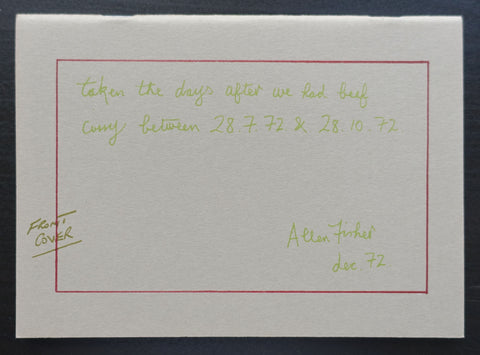 taken the days after we had beef
curry between 28.7.72 & 28.10.72
FRONT
COVER
Allen Fisher
dec. 72